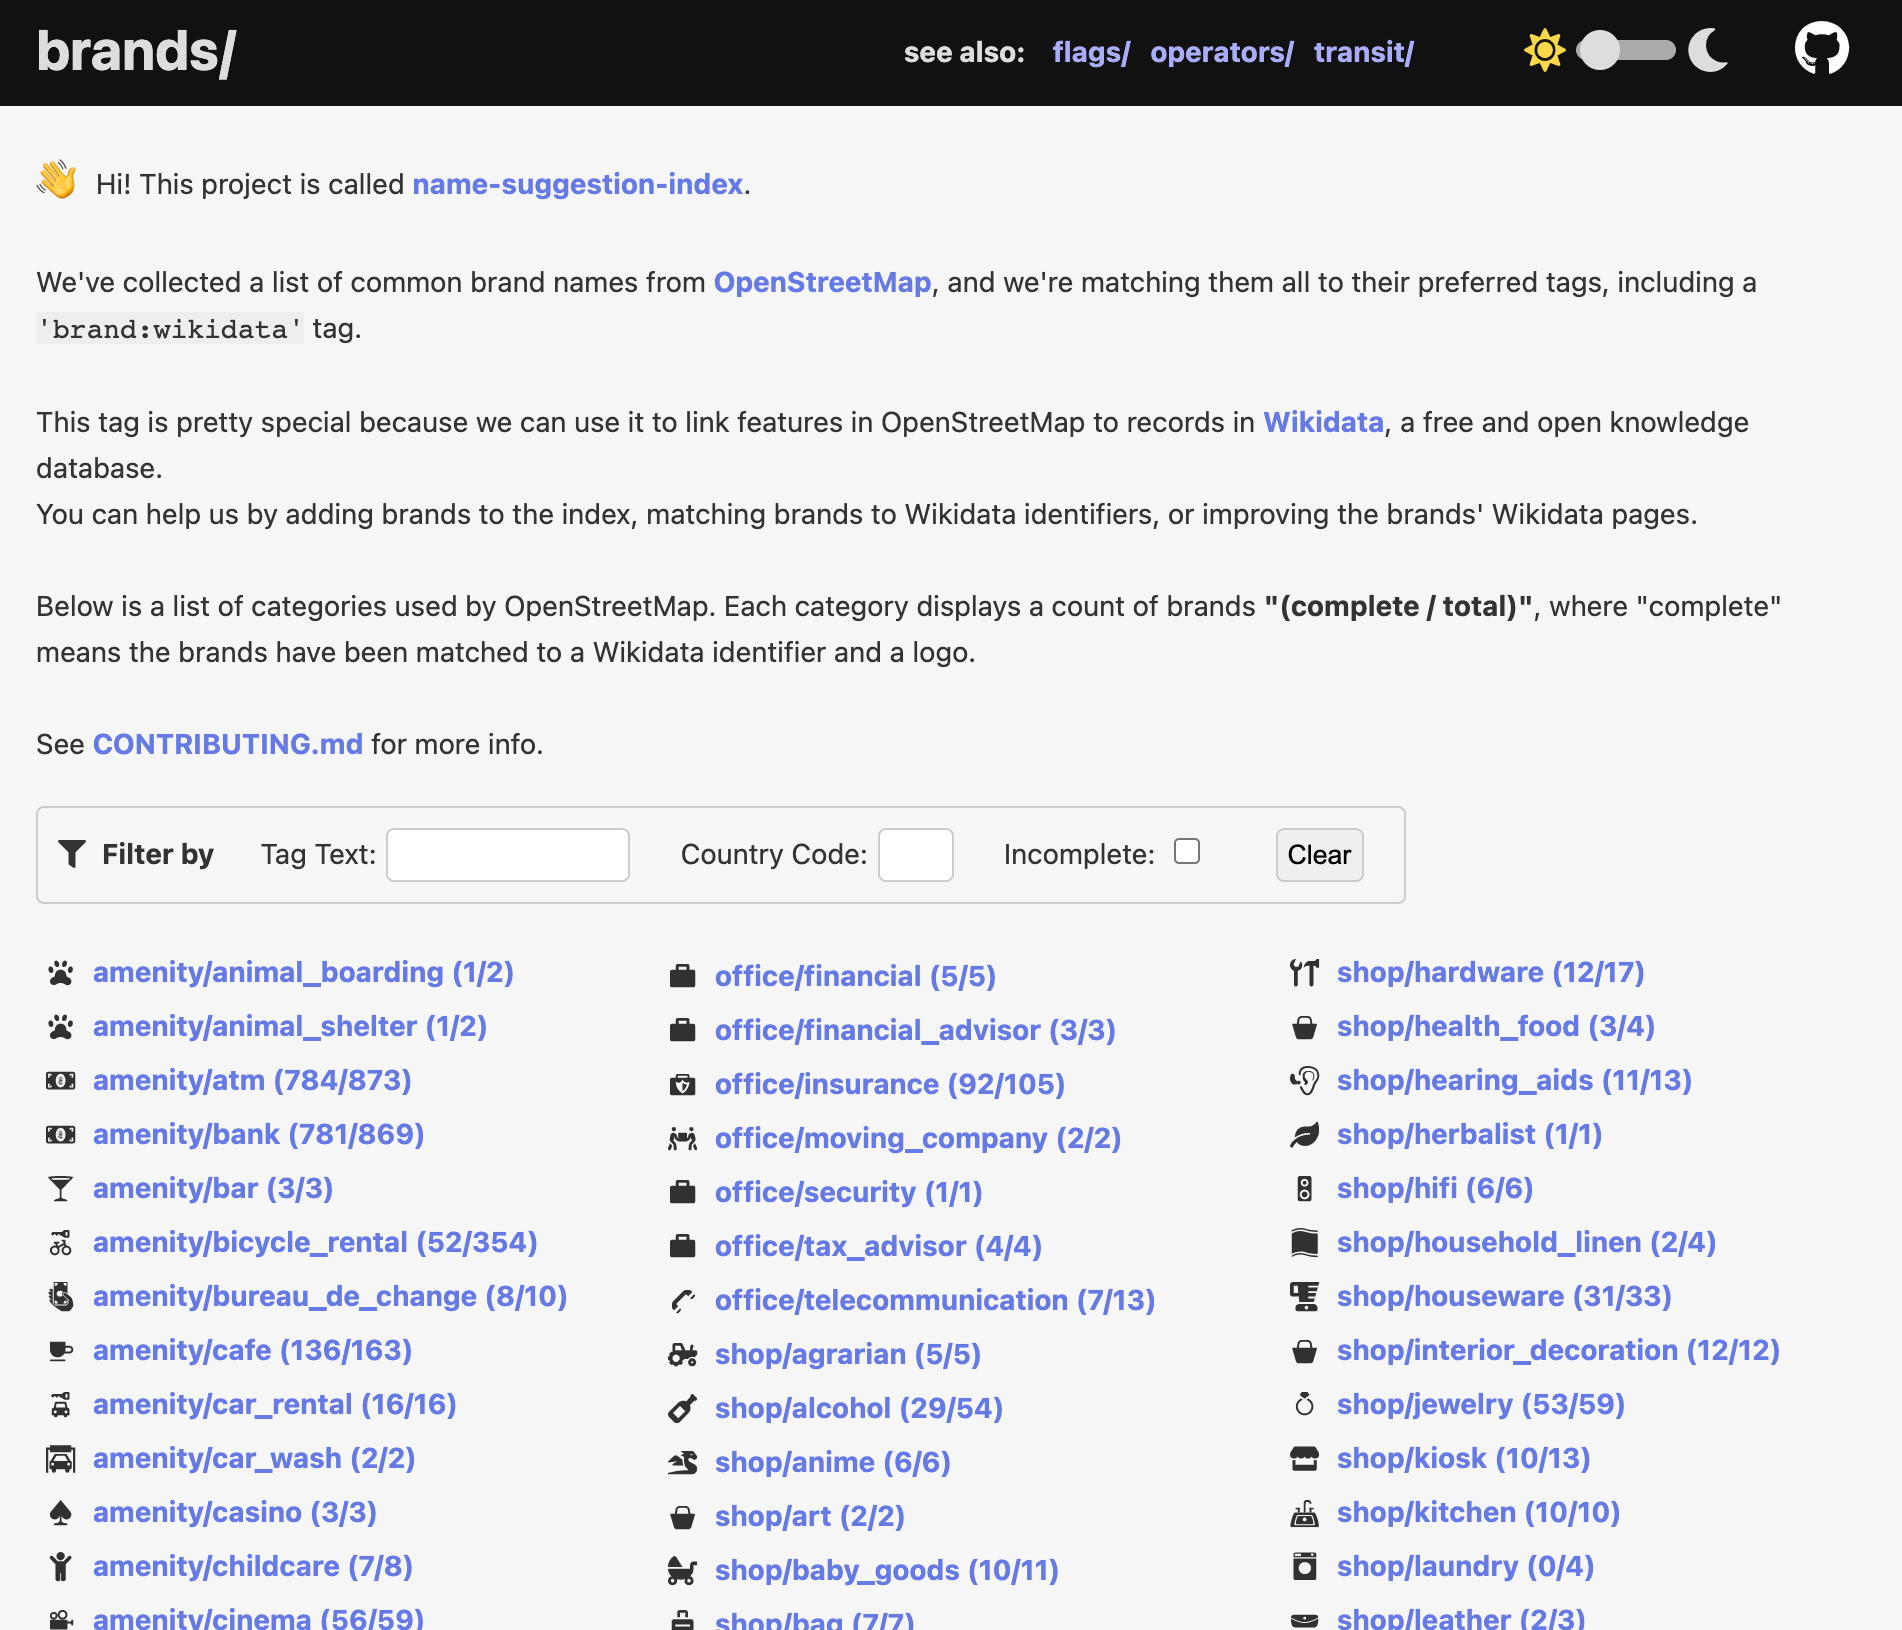 brands/
see also: flags/ operators/ transit/
Hi! This project is called name-suggestion-index.
We've collected a list of common brand names from OpenStreetMap, and we're matching them all to their preferred tags, including a
'brand:wikidata' tag.
This tag is pretty special because we can use it to link features in OpenStreetMap to records in Wikidata, a free and open knowledge
database.
You can help us by adding brands to the index, matching brands to Wikidata identifiers, or improving the brands' Wikidata pages.
Below is a list of categories used by OpenStreetMap. Each category displays a count of brands "(complete / total)", where "complete"
means the brands have been matched to a Wikidata identifier and a logo.
See CONTRIBUTING.md for more info.
Filter by Tag Text: Country Code: Incomplete: Clear
amenity/animal_boarding (1/2)
amenity/animal_shelter (1/2)
amenity/atm (784/873)
amenity/bank (781/869)
amenity/bar (3/3)
amenity/bicycle_rental (52/354)
amenity/bureau_de_change (8/10)
amenity/cafe (136/163)
amenity/car_rental (16/16)
amenity/car_wash (2/2)
amenity/casino (3/3)
amenity/childcare (7/8)
amenity/cinema (56/59)
office/financial (5/5)
office/financial_advisor (3/3)
office/insurance (92/105)
office/moving_company (2/2)
office/security (1/1)
office/tax_advisor (4/4)
office/telecommunication (7/13)
shop/agrarian (5/5)
shop/alcohol (29/54)
shop/anime (6/6)
shop/art (2/2)
shop/baby_goods (10/11)
shop/bag (7/7)
shop/hardware (12/17)
shop/health_food (3/4)
shop/hearing_aids (11/13)
shop/herbalist (1/1)
shop/hifi (6/6)
shop/household_linen (2/4)
shop/houseware (31/33)
shop/interior_decoration (12/12)
shop/jewelry (53/59)
shop/kiosk (10/13)
shop/kitchen (10/10)
shop/laundry (0/4)
shop/leather (2/3)